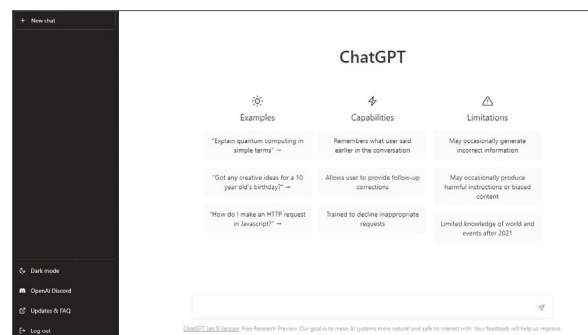 + New chat
ChatGPT
Examples
Capabilities
Limitations
"Explain quantum computing in
simple terms" →
Remembers what user said
earlier in the conversation
May occasionally generate
incorrect information
"Got any creative ideas for a 10
year old's birthday?" →
Allows user to provide follow-up
corrections
May occasionally produce
harmful instructions or biased
content
"How do I make an HTTP request
in Javascript?" →
Trained to decline inappropriate
requests
Limited knowledge of world and
events after 2021
Dark mode
OpenAI Discord
Updates & FAQ
Log out
ChatGPT Jan 9 Version. Free Research Preview. Our goal is to make AI systems more natural and safe to interact with. Your feedback will help us improve.